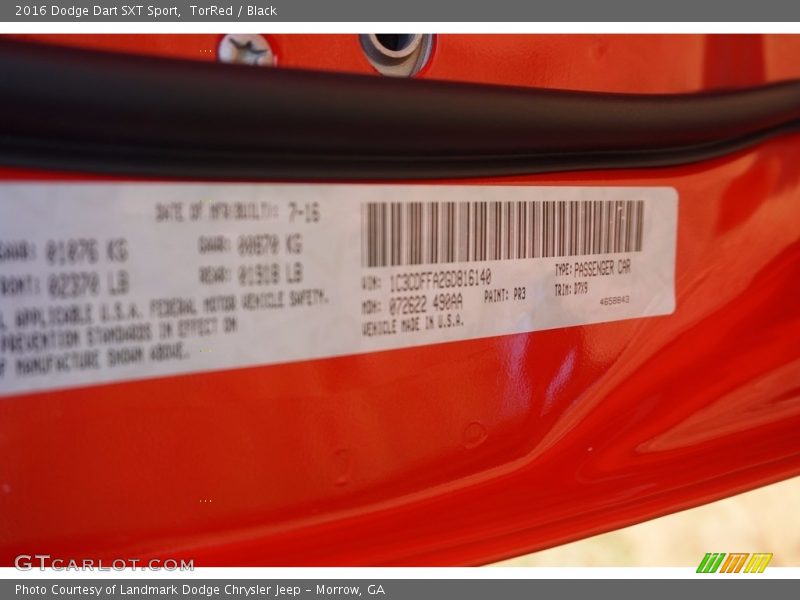 2016 Dodge Dart SXT Sport, TorRed / Black
DATE OF MFR(BUILT): 7-16
GAWR: 01076 KG GAWR: 00870 KG
FRONT: 02370 LB REAR: 01918 LB
APPLICABLE U.S.A. FEDERAL MOTOR VEHICLE SAFETY,
PREVENTION STANDARDS IN EFFECT ON
OF MANUFACTURE SHOWN ABOVE.
VIN: 1C3CDFFA2GD816140 TYPE: PASSENGER CAR
MDH: 072622 490AA PAINT: PR3 TRIM: D7X9
VEHICLE MADE IN U.S.A. 4658843
GTCARLOT.COM
Photo Courtesy of Landmark Dodge Chrysler Jeep – Morrow, GA